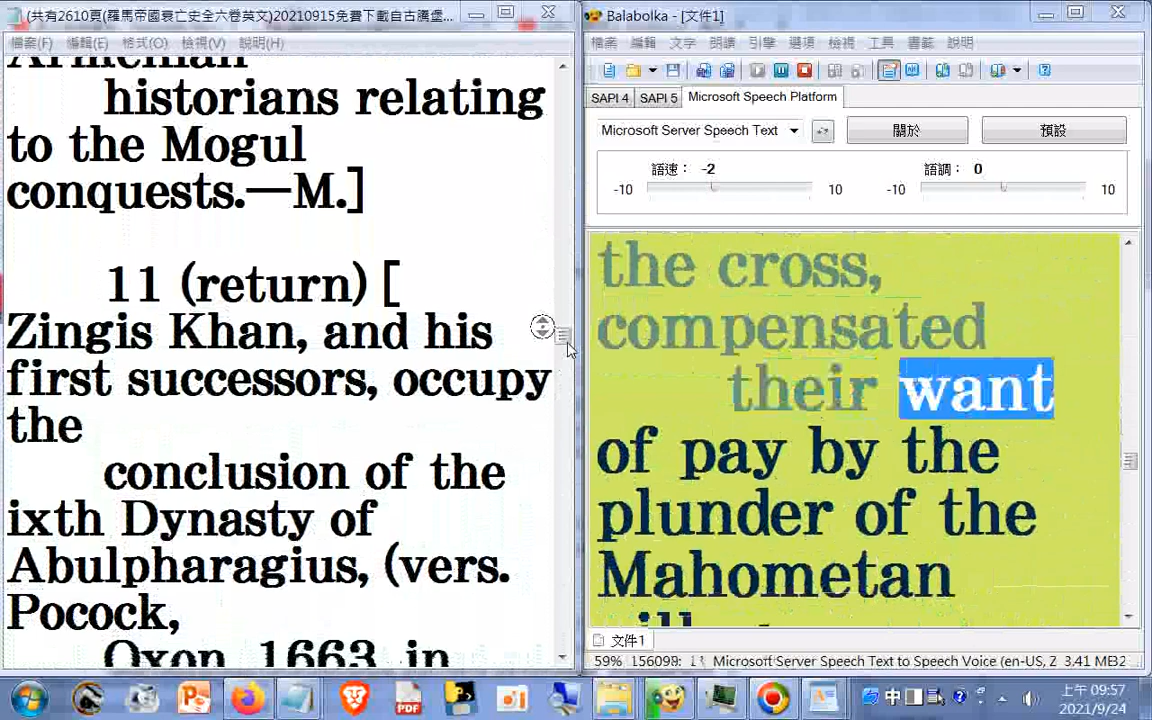 (共有2610頁(羅馬帝國衰亡史全六卷英文)20210915免費下載自古騰堡...
檔案(F) 編輯(E) 格式(O) 檢視(V) 說明(H)
Armenian
historians relating
to the Mogul
conquests.—M.]
11 (return) [
Zingis Khan, and his
first successors, occupy
the
conclusion of the
ixth Dynasty of
Abulpharagius, (vers.
Pocock,
Oxon. 1663, in
Balabolka - [文件1]
檔案 編輯 文字 朗讀 引擎 選項 檢視 工具 書籤 說明
SAPI 4 SAPI 5 Microsoft Speech Platform
Microsoft Server Speech Text 關於 預設
語速： -2 語調： 0
-10 10 -10 10
the cross,
compensated
their want
of pay by the
plunder of the
Mahometan
文件1
59% 156098: Microsoft Server Speech Text to Speech Voice (en-US, Z 3.41 MB
中 上午 09:57
2021/9/24